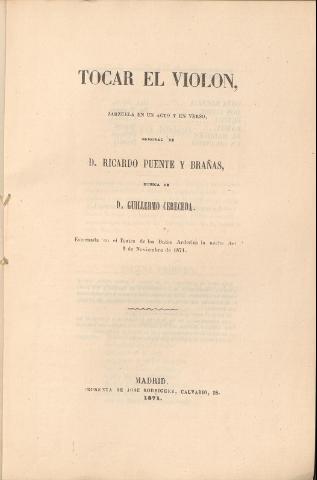 TOCAR EL VIOLON,
ZARZUELA EN UN ACTO Y EN VERSO,
ORIGINAL DE
D. RICARDO PUENTE Y BRAÑAS,
MUSICA DE
D. GUILLERMO CERECEDA.
Estrenada en el Teatro de los Bufos Arderius la noche del
2 de Noviembre de 1871.
MADRID.
IMPRENTA DE JOSÉ RODRIGUEZ, CALVARIO, 18.
1871.